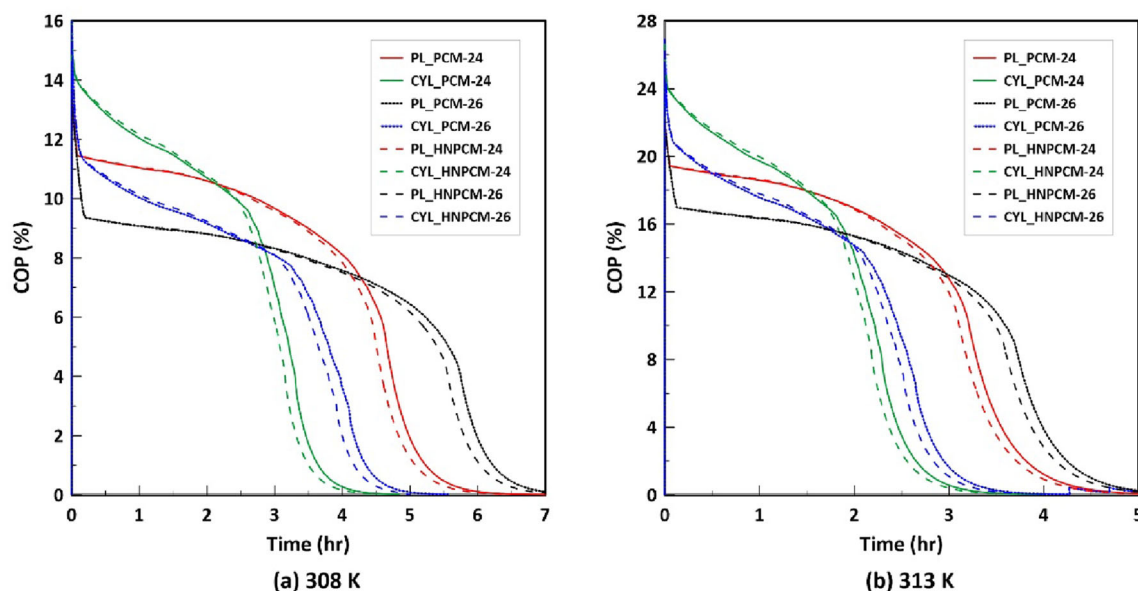 16
14
12
10
8
6
4
2
0
COP (%)
PL_PCM-24
CYL_PCM-24
PL_PCM-26
CYL_PCM-26
PL_HNPCM-24
CYL_HNPCM-24
PL_HNPCM-26
CYL_HNPCM-26
0 1 2 3 4 5 6 7
Time (hr)
(a) 308 K
28
24
20
16
12
8
4
0
COP (%)
PL_PCM-24
CYL_PCM-24
PL_PCM-26
CYL_PCM-26
PL_HNPCM-24
CYL_HNPCM-24
PL_HNPCM-26
CYL_HNPCM-26
0 1 2 3 4 5
Time (hr)
(b) 313 K